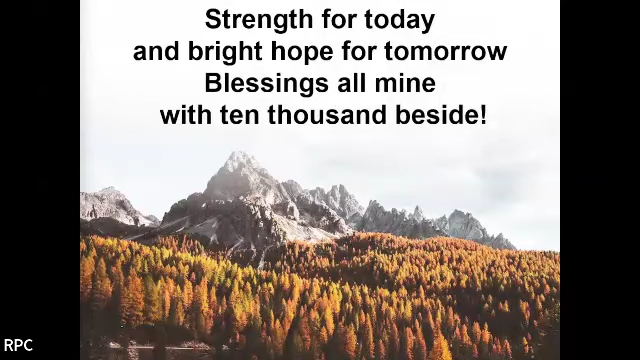 Strength for today
and bright hope for tomorrow
Blessings all mine
with ten thousand beside!
RPC